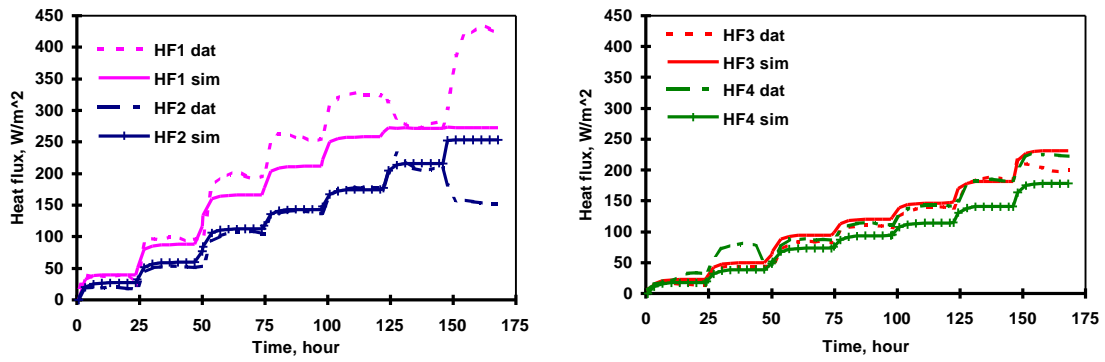 Heat flux, W/m^2
450
400
350
300
250
200
150
100
50
0
HF1 dat
HF1 sim
HF2 dat
HF2 sim
0 25 50 75 100 125 150 175
Time, hour
Heat flux, W/m^2
450
400
350
300
250
200
150
100
50
0
HF3 dat
HF3 sim
HF4 dat
HF4 sim
0 25 50 75 100 125 150 175
Time, hour